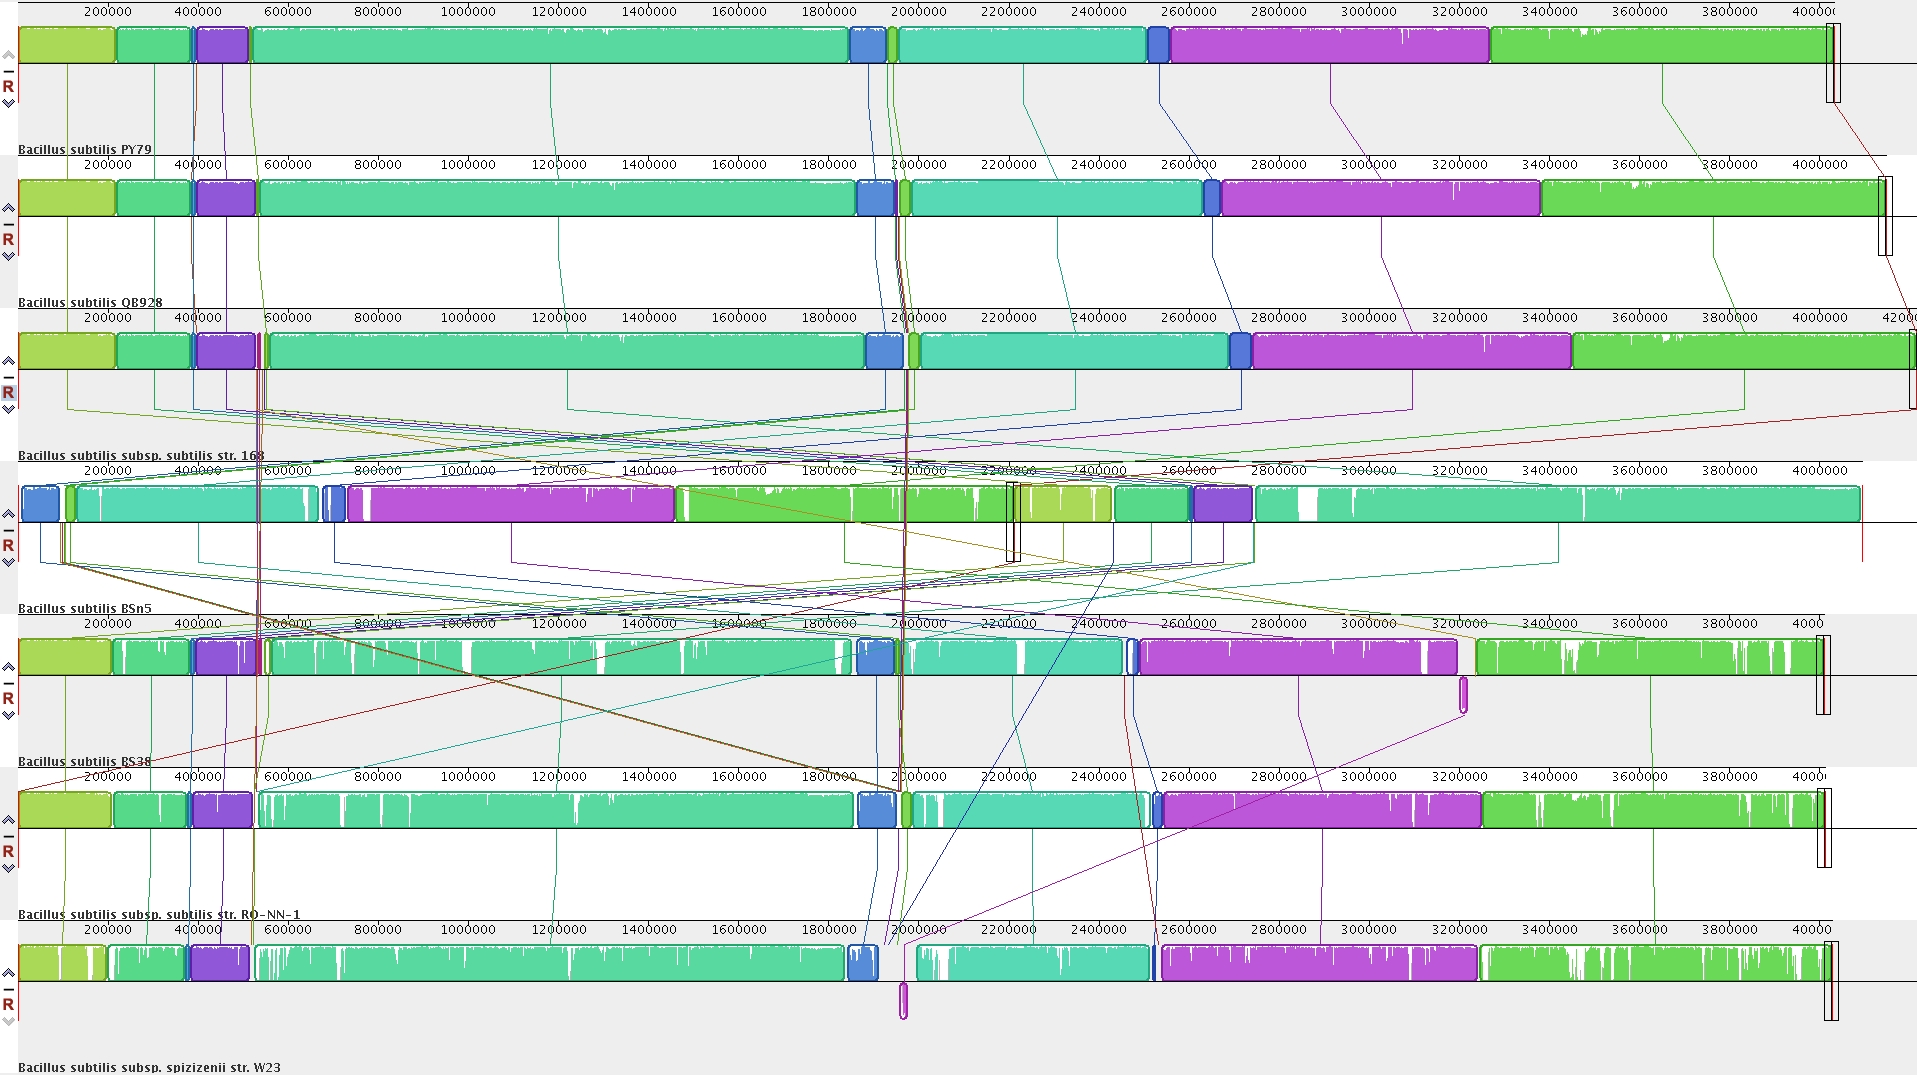 200000 400000 600000 800000 1000000 1200000 1400000 1600000 1800000 2000000 2200000 2400000 2600000 2800000 3000000 3200000 3400000 3600000 3800000 40000
R
Bacillus subtilis PY79
200000 400000 600000 800000 1000000 1200000 1400000 1600000 1800000 2000000 2200000 2400000 2600000 2800000 3000000 3200000 3400000 3600000 3800000 4000000
R
Bacillus subtilis QB928
200000 400000 600000 800000 1000000 1200000 1400000 1600000 1800000 2000000 2200000 2400000 2600000 2800000 3000000 3200000 3400000 3600000 3800000 4000000 42000
R
Bacillus subtilis subsp. subtilis str. 168
200000 400000 600000 800000 1000000 1200000 1400000 1600000 1800000 2000000 2200000 2400000 2600000 2800000 3000000 3200000 3400000 3600000 3800000 4000000
R
Bacillus subtilis BSn5
200000 400000 600000 800000 1000000 1200000 1400000 1600000 1800000 2000000 2200000 2400000 2600000 2800000 3000000 3200000 3400000 3600000 3800000 4000000
R
Bacillus subtilis BS38
200000 400000 600000 800000 1000000 1200000 1400000 1600000 1800000 2000000 2200000 2400000 2600000 2800000 3000000 3200000 3400000 3600000 3800000 4000
R
Bacillus subtilis subsp. subtilis str. RO-NN-1
200000 400000 600000 800000 1000000 1200000 1400000 1600000 1800000 2000000 2200000 2400000 2600000 2800000 3000000 3200000 3400000 3600000 3800000 40000
R
Bacillus subtilis subsp. spizizenii str. W23